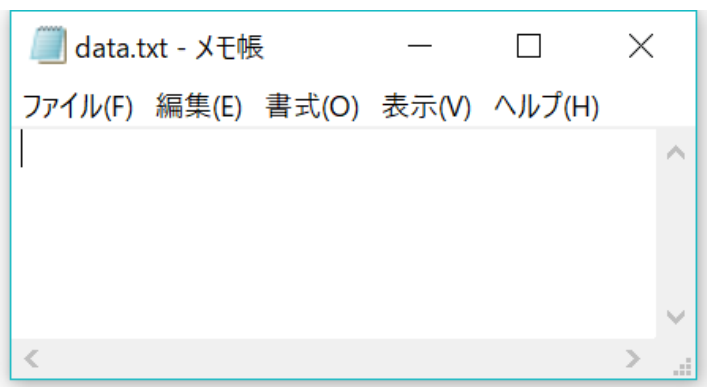 data.txt - メモ帳
ファイル(F) 編集(E) 書式(O) 表示(V) ヘルプ(H)